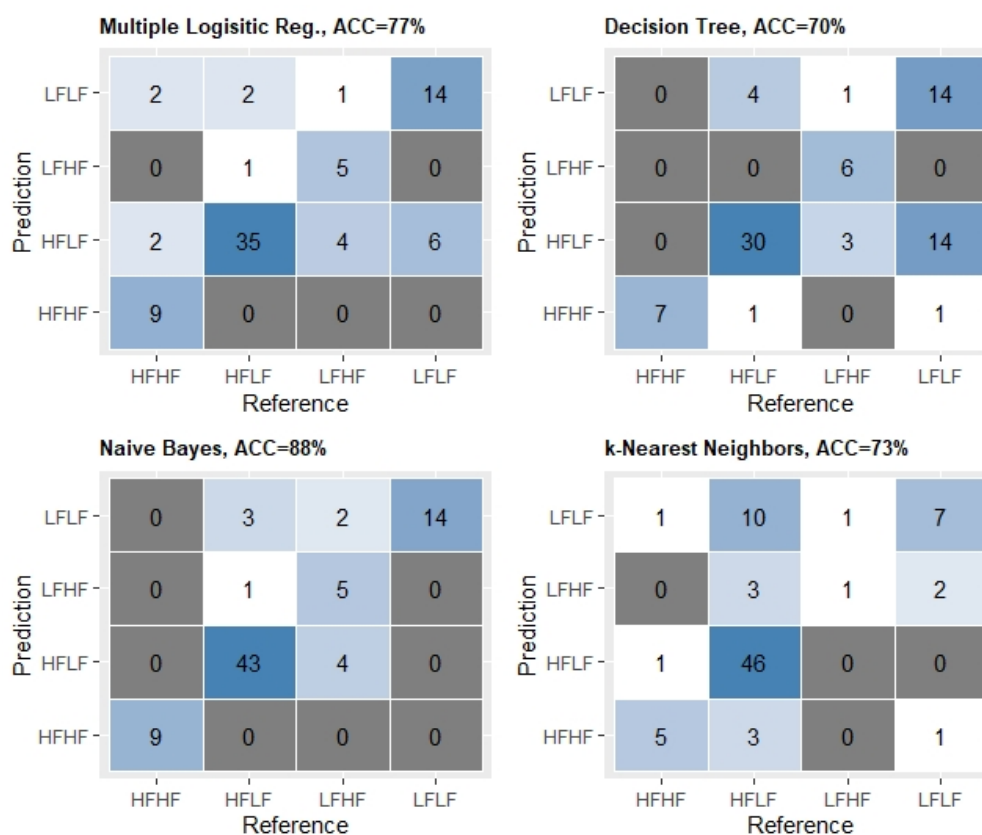 Multiple Logisitic Reg., ACC=77%
Prediction
LFLF 2 2 1 14
LFHF 0 1 5 0
HFLF 2 35 4 6
HFHF 9 0 0 0
HFHF HFLF LFHF LFLF
Reference
Decision Tree, ACC=70%
Prediction
LFLF 0 4 1 14
LFHF 0 0 6 0
HFLF 0 30 3 14
HFHF 7 1 0 1
HFHF HFLF LFHF LFLF
Reference
Naive Bayes, ACC=88%
Prediction
LFLF 0 3 2 14
LFHF 0 1 5 0
HFLF 0 43 4 0
HFHF 9 0 0 0
HFHF HFLF LFHF LFLF
Reference
k-Nearest Neighbors, ACC=73%
Prediction
LFLF 1 10 1 7
LFHF 0 3 1 2
HFLF 1 46 0 0
HFHF 5 3 0 1
HFHF HFLF LFHF LFLF
Reference